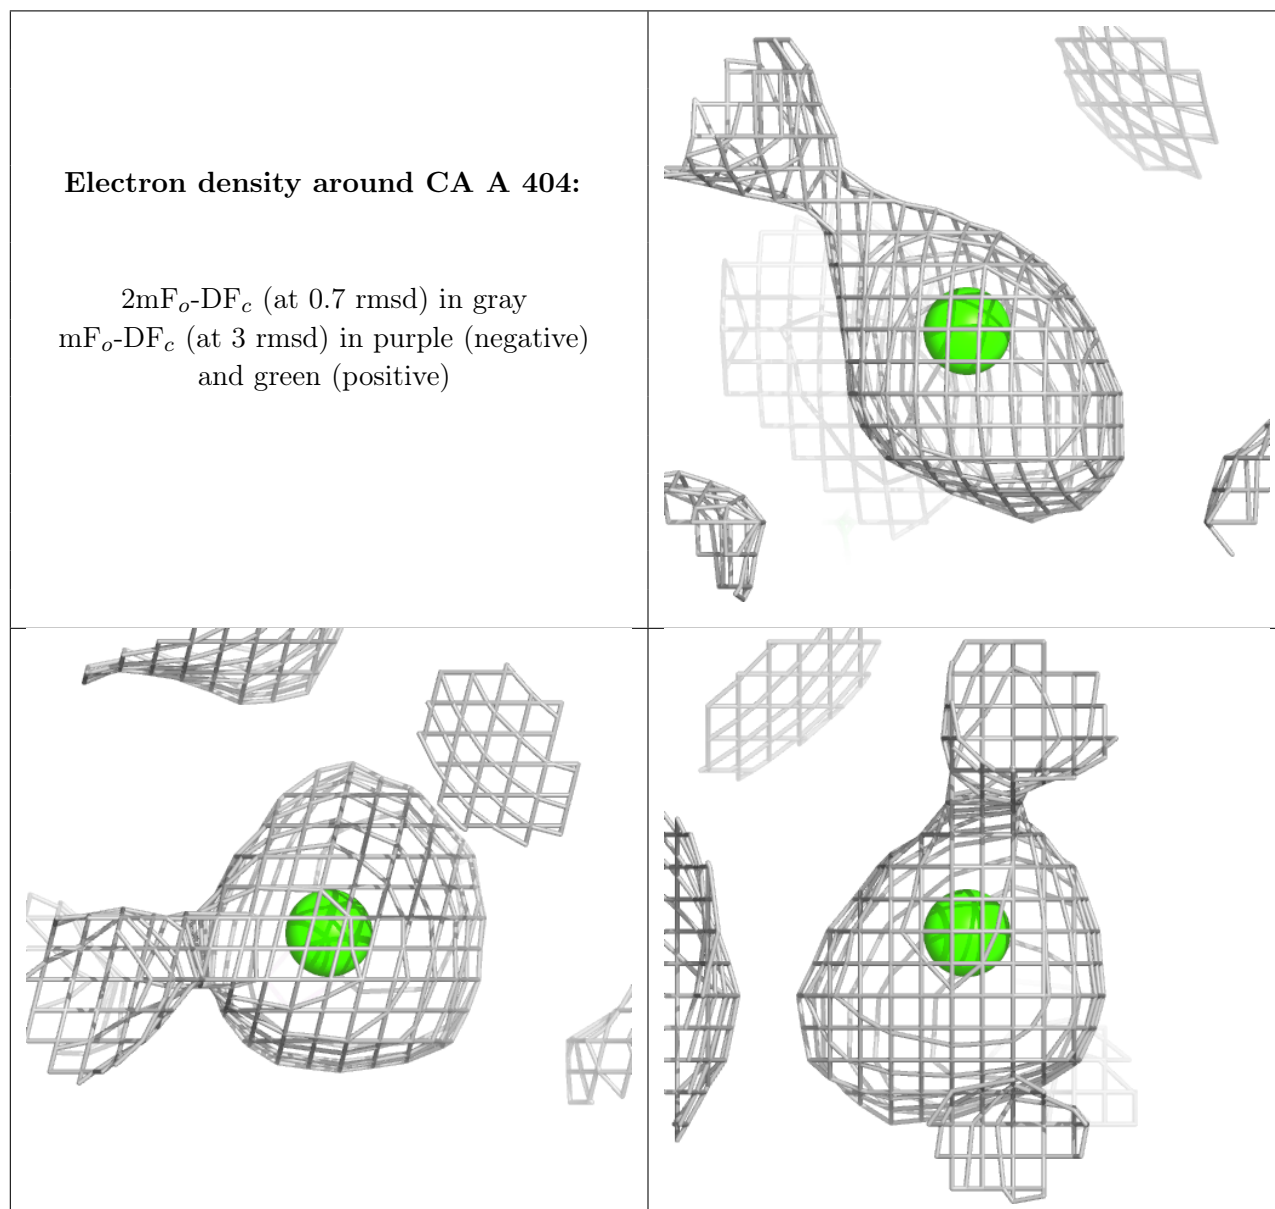 Electron density around CA A 404:
2mFo-DFc (at 0.7 rmsd) in gray
mFo-DFc (at 3 rmsd) in purple (negative)
and green (positive)